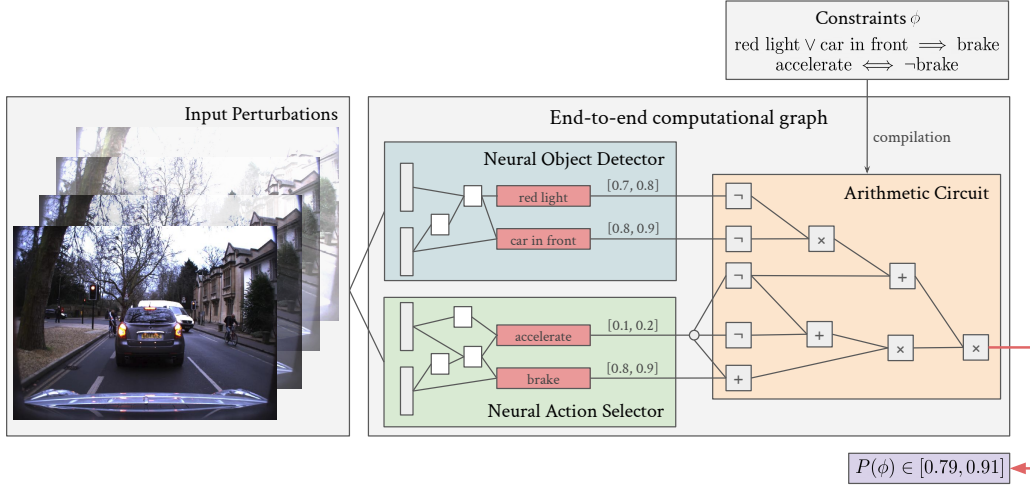 Constraints ϕ
red light ∨ car in front ⟹ brake
accelerate ⟺ ¬brake
Input Perturbations
End-to-end computational graph
compilation
Neural Object Detector
red light
[0.7, 0.8]
car in front
[0.8, 0.9]
Arithmetic Circuit
¬
¬
×
¬
+
¬
+
×
×
+
accelerate
[0.1, 0.2]
brake
[0.8, 0.9]
Neural Action Selector
P(ϕ) ∈ [0.79, 0.91]